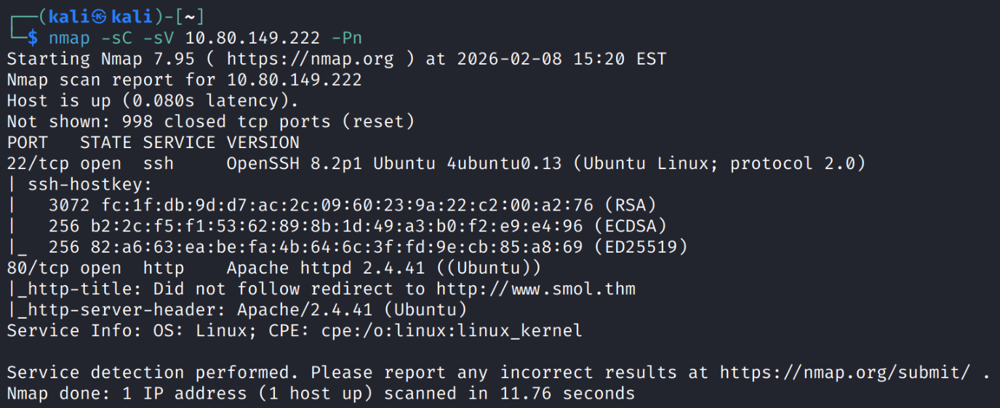 ┌──(kali㉿kali)-[~]
└─$ nmap -sC -sV 10.80.149.222 -Pn
Starting Nmap 7.95 ( https://nmap.org ) at 2026-02-08 15:20 EST
Nmap scan report for 10.80.149.222
Host is up (0.080s latency).
Not shown: 998 closed tcp ports (reset)
PORT   STATE SERVICE VERSION
22/tcp open  ssh     OpenSSH 8.2p1 Ubuntu 4ubuntu0.13 (Ubuntu Linux; protocol 2.0)
| ssh-hostkey:
|   3072 fc:1f:db:9d:d7:ac:2c:09:60:23:9a:22:c2:00:a2:76 (RSA)
|   256 b2:2c:f5:f1:53:62:89:8b:1d:49:a3:b0:f2:e9:e4:96 (ECDSA)
|_  256 82:a6:63:ea:be:fa:4b:64:6c:3f:fd:9e:cb:85:a8:69 (ED25519)
80/tcp open  http    Apache httpd 2.4.41 ((Ubuntu))
|_http-title: Did not follow redirect to http://www.smol.thm
|_http-server-header: Apache/2.4.41 (Ubuntu)
Service Info: OS: Linux; CPE: cpe:/o:linux:linux_kernel
Service detection performed. Please report any incorrect results at https://nmap.org/submit/ .
Nmap done: 1 IP address (1 host up) scanned in 11.76 seconds